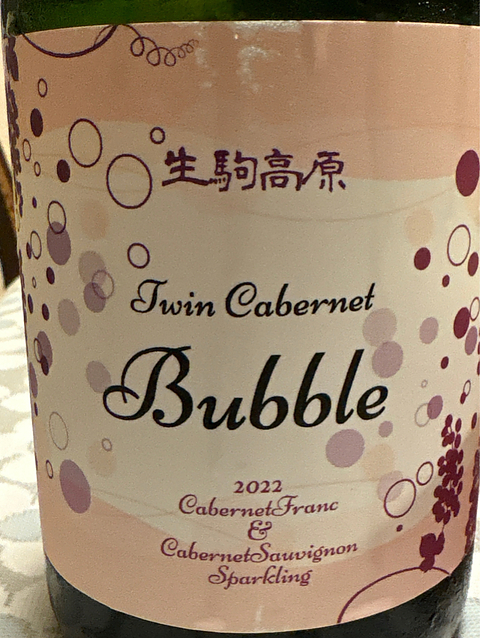 生駒高原
Twin Cabernet
Bubble
2022
CabernetFranc
&
CabernetSauvignon
Sparkling